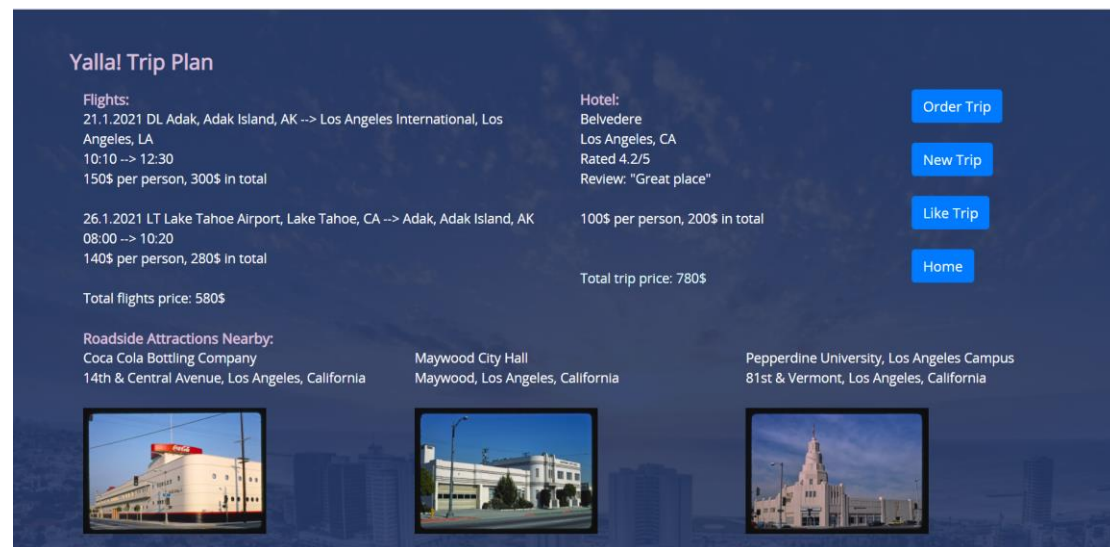 Yalla! Trip Plan
Flights:
21.1.2021 DL Adak, Adak Island, AK --> Los Angeles International, Los
Angeles, LA
10:10 --> 12:30
150$ per person, 300$ in total
26.1.2021 LT Lake Tahoe Airport, Lake Tahoe, CA --> Adak, Adak Island, AK
08:00 --> 10:20
140$ per person, 280$ in total
Total flights price: 580$
Hotel:
Belvedere
Los Angeles, CA
Rated 4.2/5
Review: "Great place"
100$ per person, 200$ in total
Total trip price: 780$
Order Trip
New Trip
Like Trip
Home
Roadside Attractions Nearby:
Coca Cola Bottling Company
14th & Central Avenue, Los Angeles, California
Maywood City Hall
Maywood, Los Angeles, California
Pepperdine University, Los Angeles Campus
81st & Vermont, Los Angeles, California